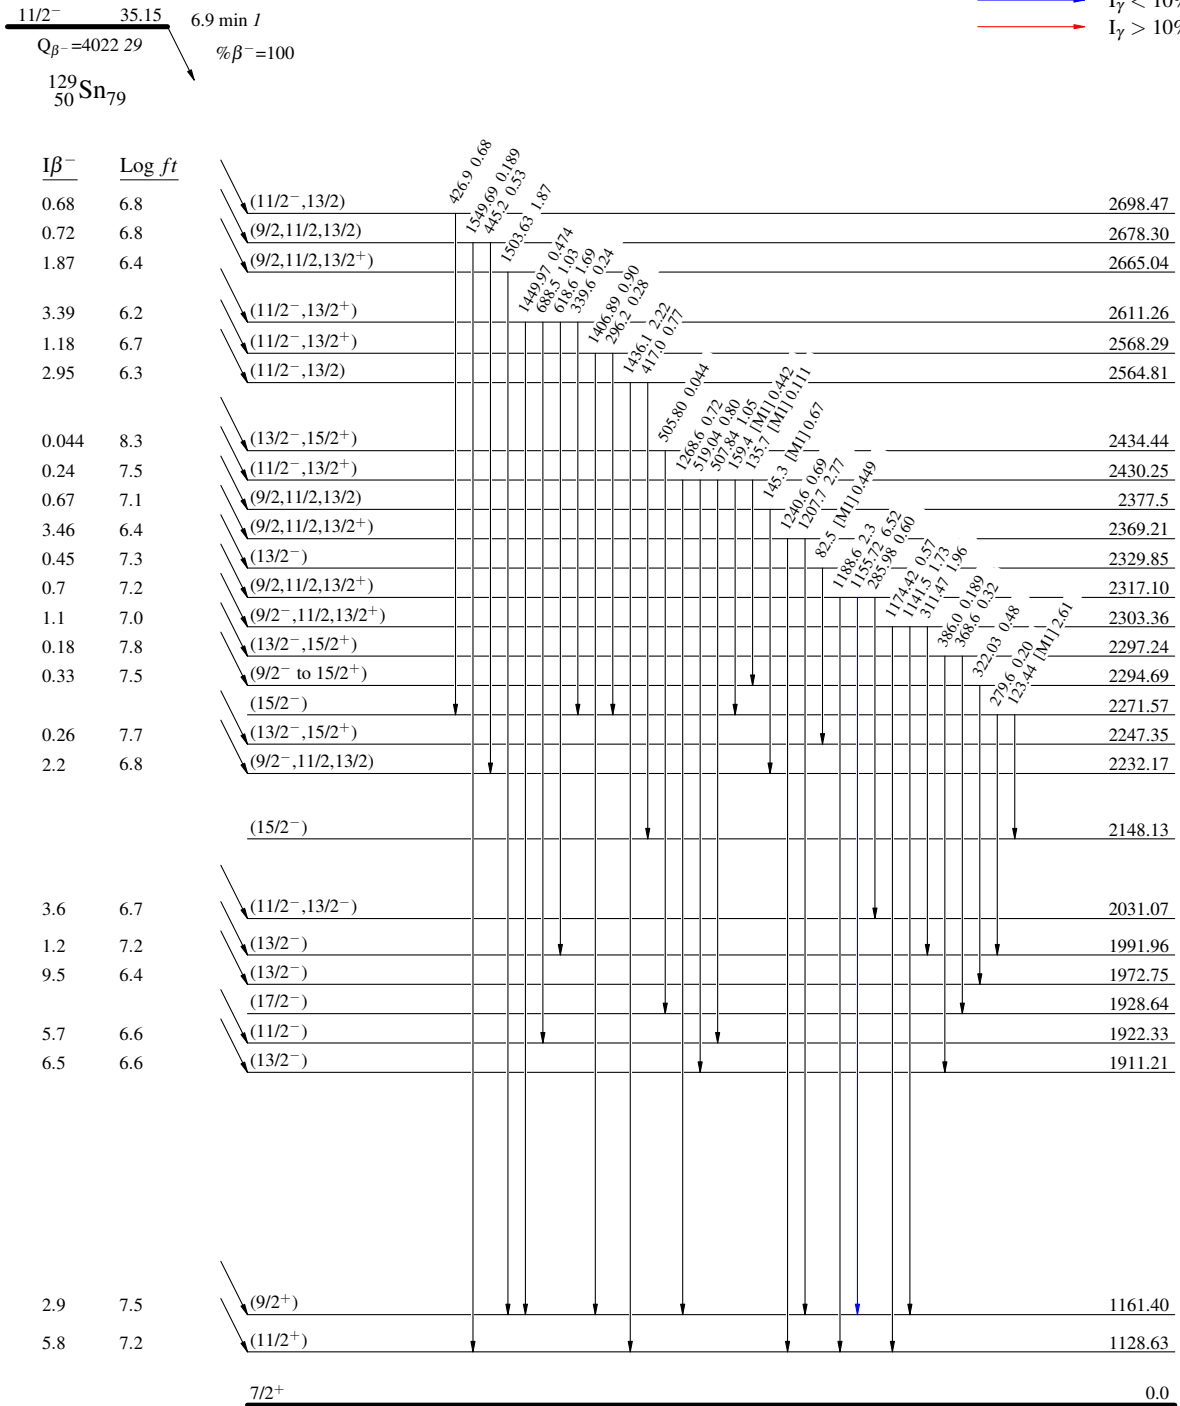 11/2− 35.15 6.9 min 1
Qβ−=4022 29 %β−=100
129 50 Sn79
Iγ < 10%
Iγ > 10%
Iβ− Log ft
0.68 6.8 (11/2−,13/2) 2698.47
0.72 6.8 (9/2,11/2,13/2) 2678.30
1.87 6.4 (9/2,11/2,13/2+) 2665.04
3.39 6.2 (11/2−,13/2+) 2611.26
1.18 6.7 (11/2−,13/2+) 2568.29
2.95 6.3 (11/2−,13/2) 2564.81
0.044 8.3 (13/2−,15/2+) 2434.44
0.24 7.5 (11/2−,13/2+) 2430.25
0.67 7.1 (9/2,11/2,13/2) 2377.5
3.46 6.4 (9/2,11/2,13/2+) 2369.21
0.45 7.3 (13/2−) 2329.85
0.7 7.2 (9/2,11/2,13/2+) 2317.10
1.1 7.0 (9/2−,11/2,13/2+) 2303.36
0.18 7.8 (13/2−,15/2+) 2297.24
0.33 7.5 (9/2− to 15/2+) 2294.69
(15/2−) 2271.57
0.26 7.7 (13/2−,15/2+) 2247.35
2.2 6.8 (9/2−,11/2,13/2) 2232.17
(15/2−) 2148.13
3.6 6.7 (11/2−,13/2−) 2031.07
1.2 7.2 (13/2−) 1991.96
9.5 6.4 (13/2−) 1972.75
(17/2−) 1928.64
5.7 6.6 (11/2−) 1922.33
6.5 6.6 (13/2−) 1911.21
2.9 7.5 (9/2+) 1161.40
5.8 7.2 (11/2+) 1128.63
7/2+ 0.0
426.9 0.68
1549.69 0.189
445.2 0.53
1503.63 1.87
1449.97 0.474
688.5 1.03
618.6 1.69
339.6 0.24
1406.89 0.90
296.2 0.28
1436.1 2.22
417.0 0.77
505.80 0.044
1268.6 0.72
519.04 0.80
507.84 1.05
159.4 [M1] 0.442
135.7 [M1] 0.111
145.3 [M1] 0.67
1240.6 0.69
1207.7 2.77
82.5 [M1] 0.449
1188.6 2.3
1155.72 6.52
285.98 0.60
1174.42 0.57
1141.5 1.73
311.47 1.96
386.0 0.189
368.6 0.32
322.03 0.48
279.6 0.20
123.44 [M1] 2.61